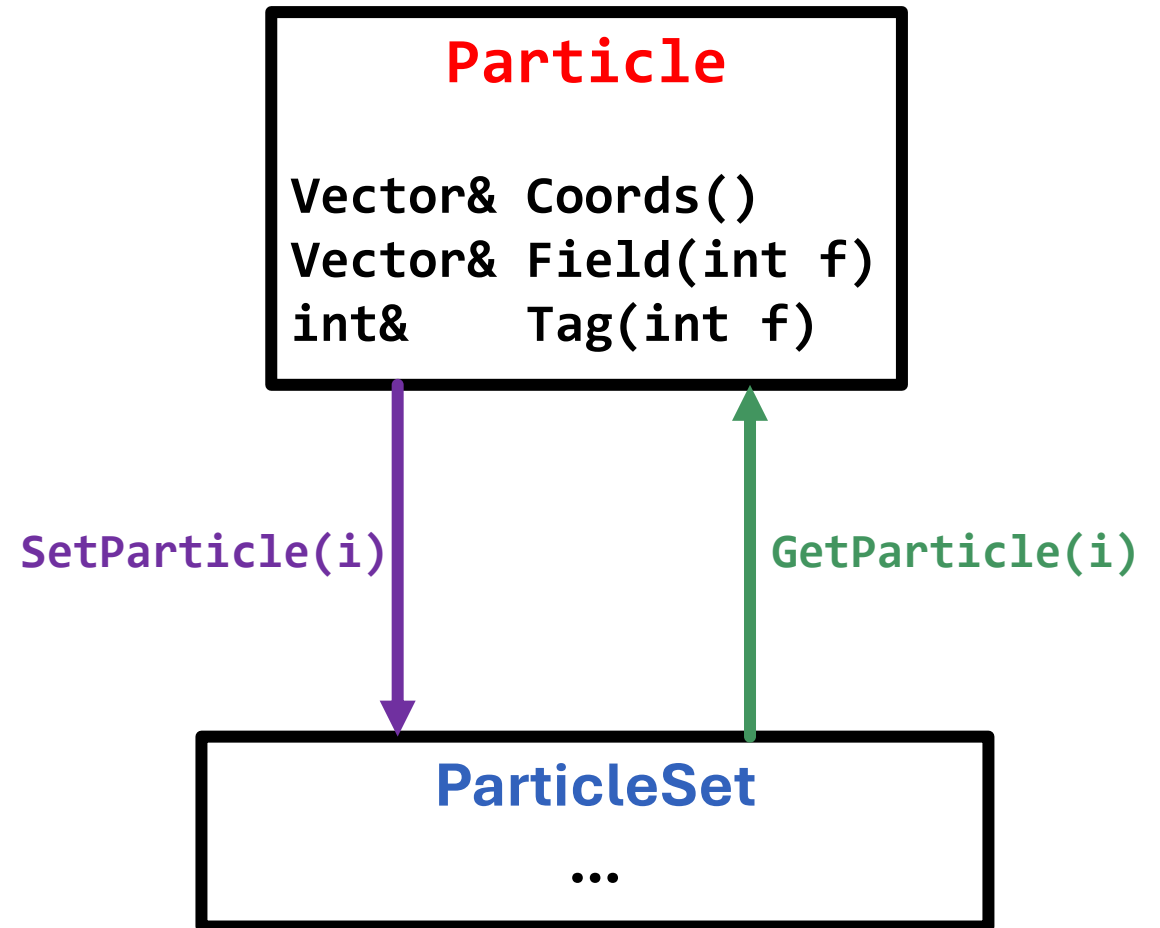 Particle
Vector& Coords()
Vector& Field(int f)
int&    Tag(int f)
SetParticle(i)
GetParticle(i)
ParticleSet
...